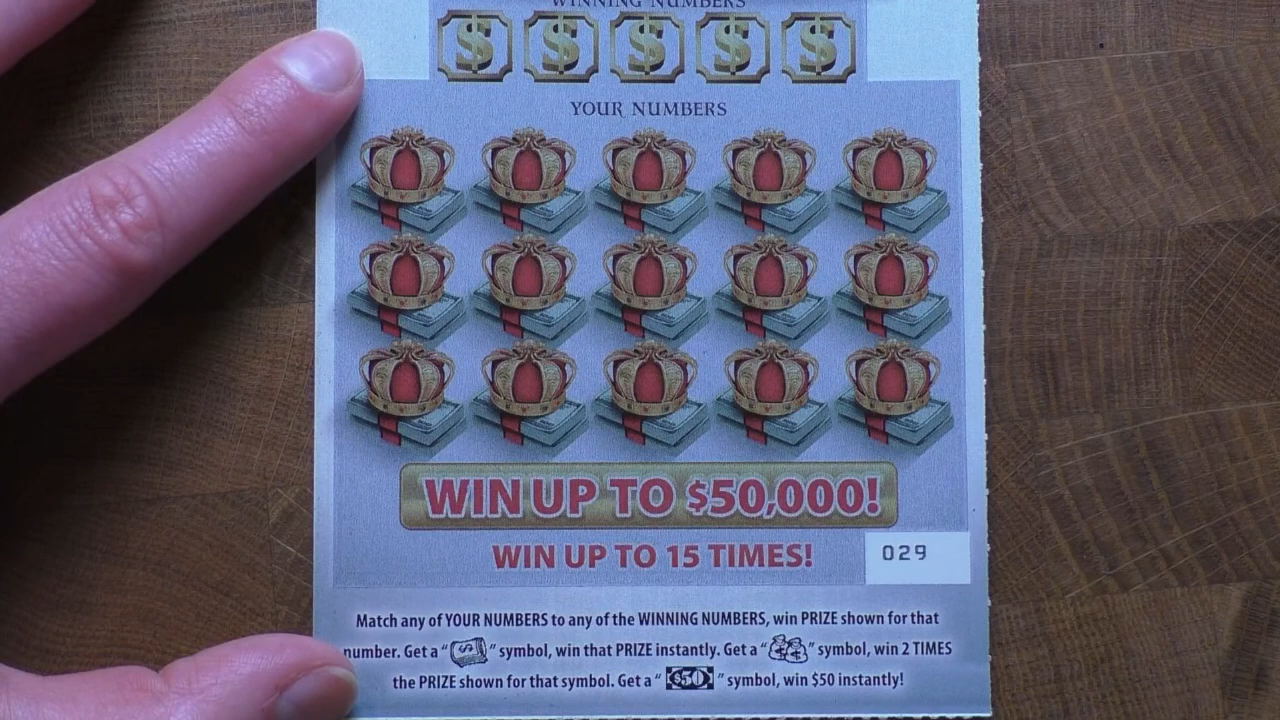 WINNING NUMBERS
$ $ $ $ $
YOUR NUMBERS
WIN UP TO $50,000!
WIN UP TO 15 TIMES!
029
Match any of YOUR NUMBERS to any of the WINNING NUMBERS, win PRIZE shown for that
number. Get a “ $ ” symbol, win that PRIZE instantly. Get a “ ” symbol, win 2 TIMES
the PRIZE shown for that symbol. Get a “ $50 ” symbol, win $50 instantly!